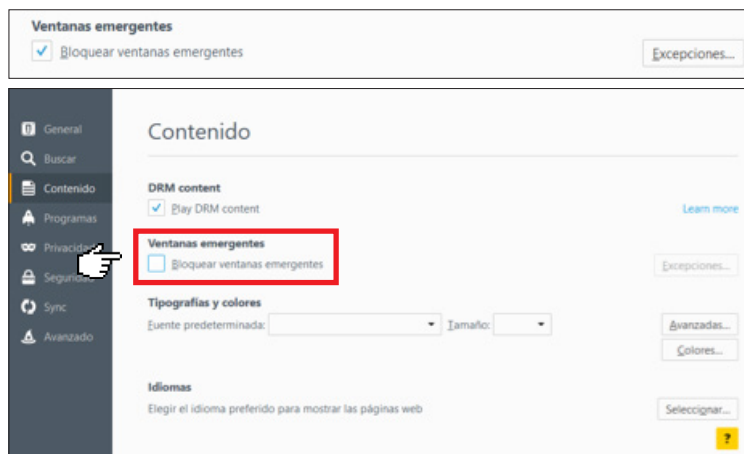 Ventanas emergentes
Bloquear ventanas emergentes
Excepciones...
General
Buscar
Contenido
Programas
Privacidad
Seguridad
Sync
Avanzado
Contenido
DRM content
Play DRM content
Learn more
Ventanas emergentes
Bloquear ventanas emergentes
Excepciones...
Tipografías y colores
Fuente predeterminada:
Tamaño:
Avanzadas...
Colores...
Idiomas
Elegir el idioma preferido para mostrar las páginas web
Seleccionar...
?